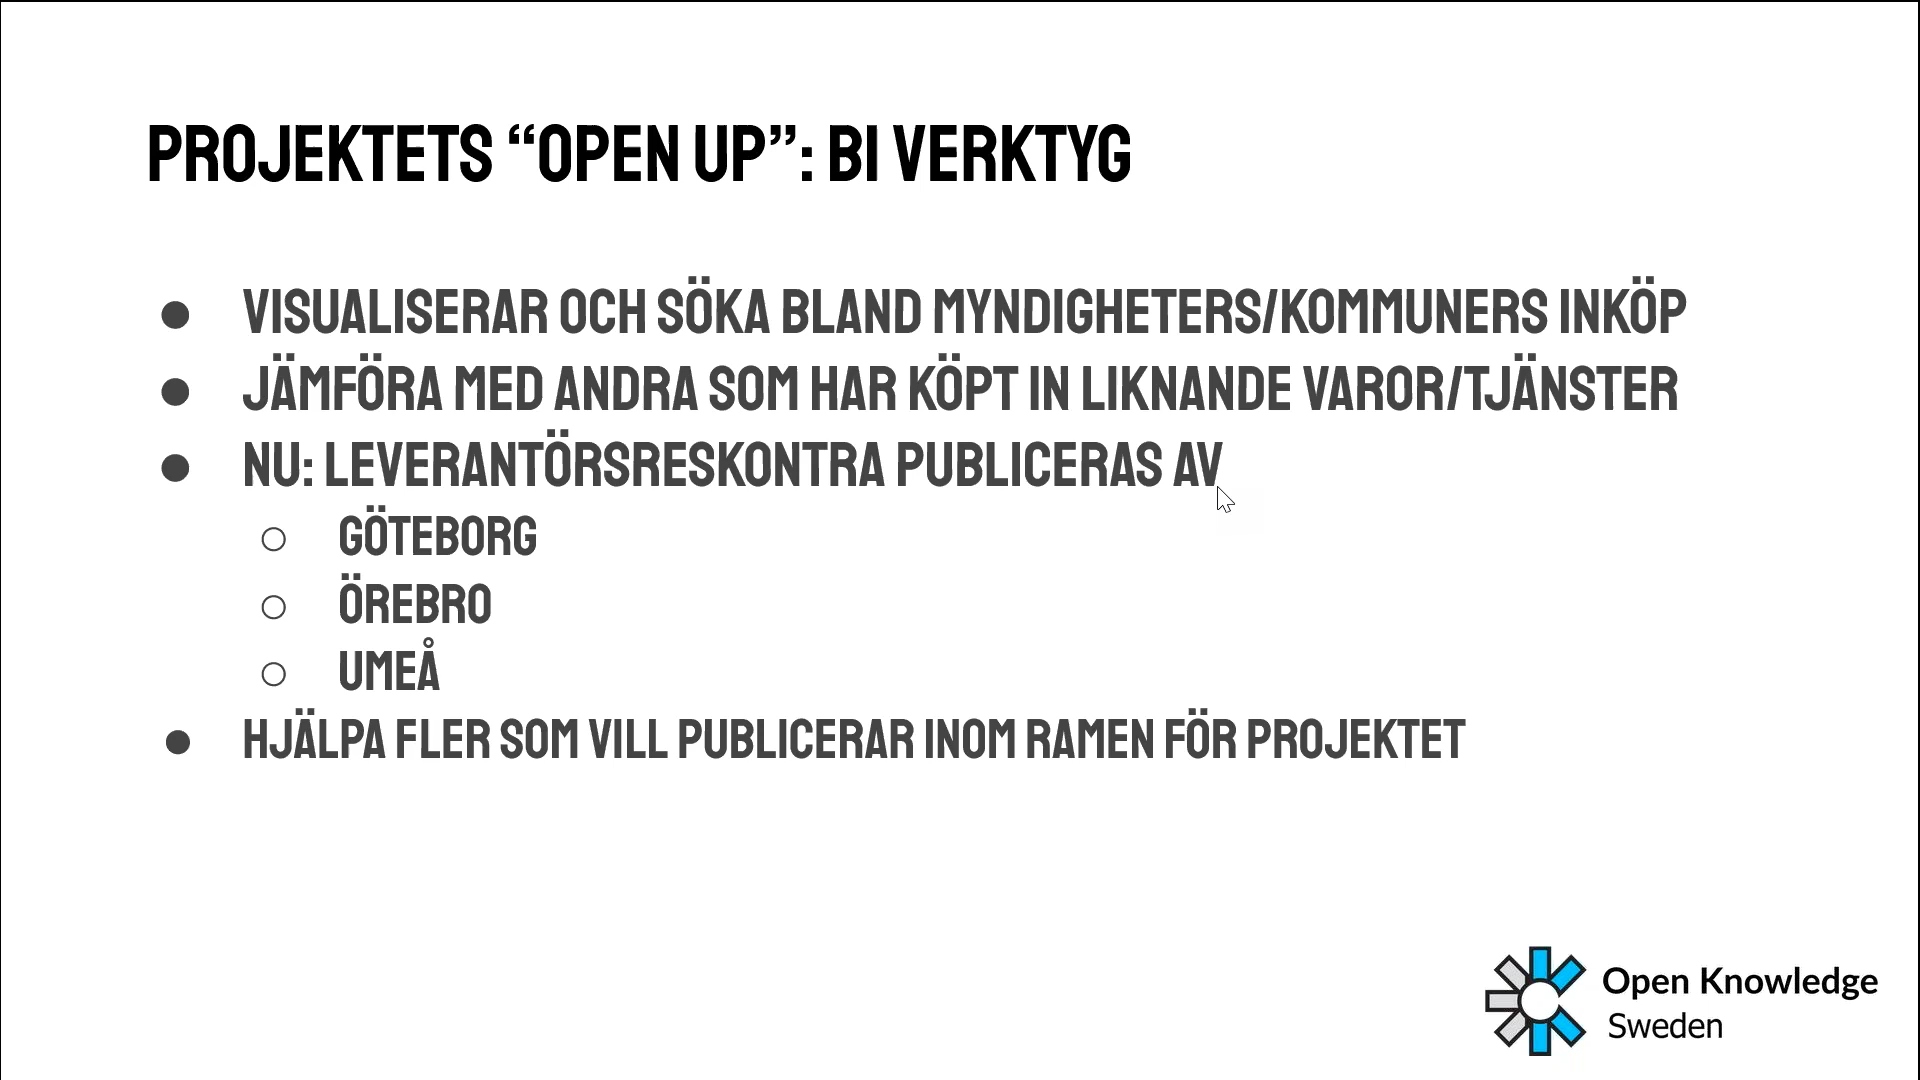 PROJEKTETS “OPEN UP”: BI VERKTYG
● VISUALISERAR OCH SÖKA BLAND MYNDIGHETERS/KOMMUNERS INKÖP
● JÄMFÖRA MED ANDRA SOM HAR KÖPT IN LIKNANDE VAROR/TJÄNSTER
● NU: LEVERANTÖRSRESKONTRA PUBLICERAS AV
○ GÖTEBORG
○ ÖREBRO
○ UMEÅ
● HJÄLPA FLER SOM VILL PUBLICERAR INOM RAMEN FÖR PROJEKTET
Open Knowledge
Sweden